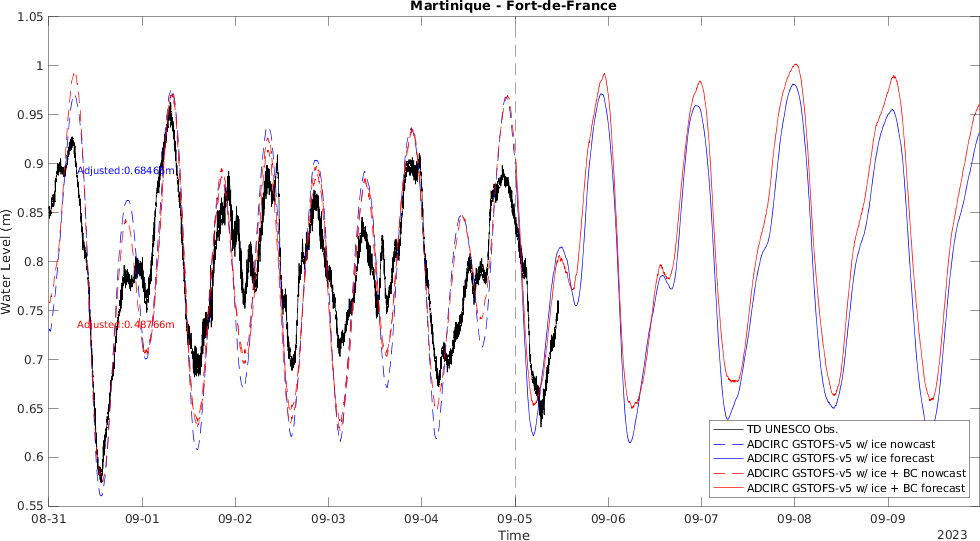 Martinique - Fort-de-France
1.05
1
0.95
0.9
0.85
0.8
0.75
0.7
0.65
0.6
0.55
Water Level (m)
Adjusted:0.68465m
Adjusted:0.48766m
TD UNESCO Obs.
ADCIRC GSTOFS-v5 w/ ice nowcast
ADCIRC GSTOFS-v5 w/ ice forecast
ADCIRC GSTOFS-v5 w/ ice + BC nowcast
ADCIRC GSTOFS-v5 w/ ice + BC forecast
08-31 09-01 09-02 09-03 09-04 09-05 09-06 09-07 09-08 09-09
Time
2023